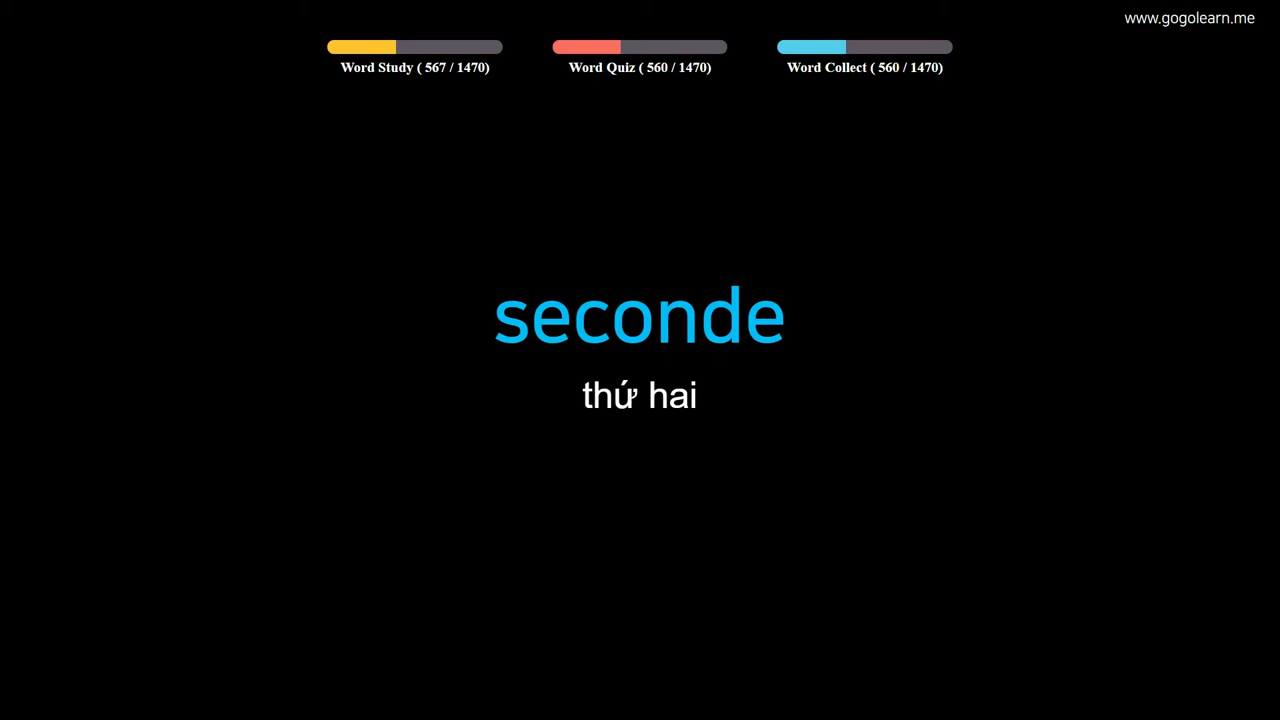 www.gogolearn.me
Word Study ( 567 / 1470)
Word Quiz ( 560 / 1470)
Word Collect ( 560 / 1470)
seconde
thứ hai